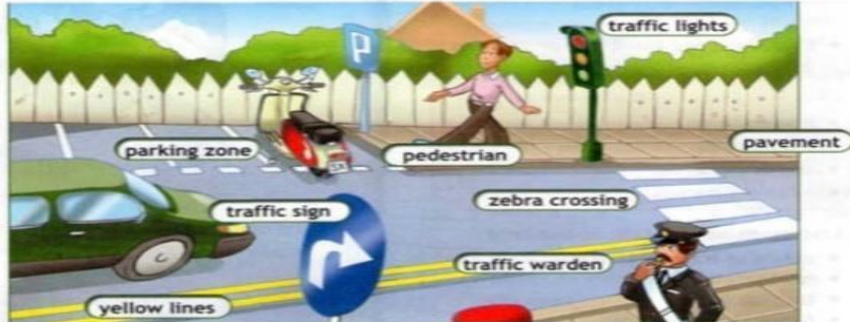 traffic lights
P
pavement
parking zone
pedestrian
zebra crossing
traffic sign
traffic warden
yellow lines